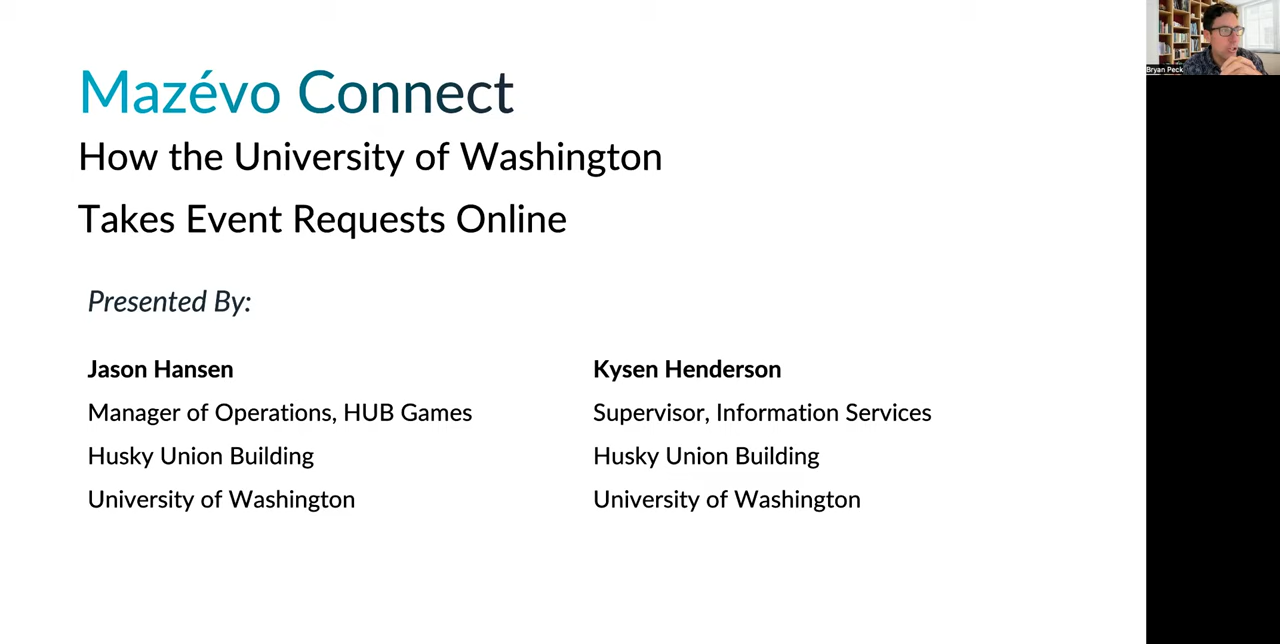 Mazévo Connect
How the University of Washington
Takes Event Requests Online
Presented By:
Jason Hansen
Manager of Operations, HUB Games
Husky Union Building
University of Washington
Kysen Henderson
Supervisor, Information Services
Husky Union Building
University of Washington
Bryan Peck